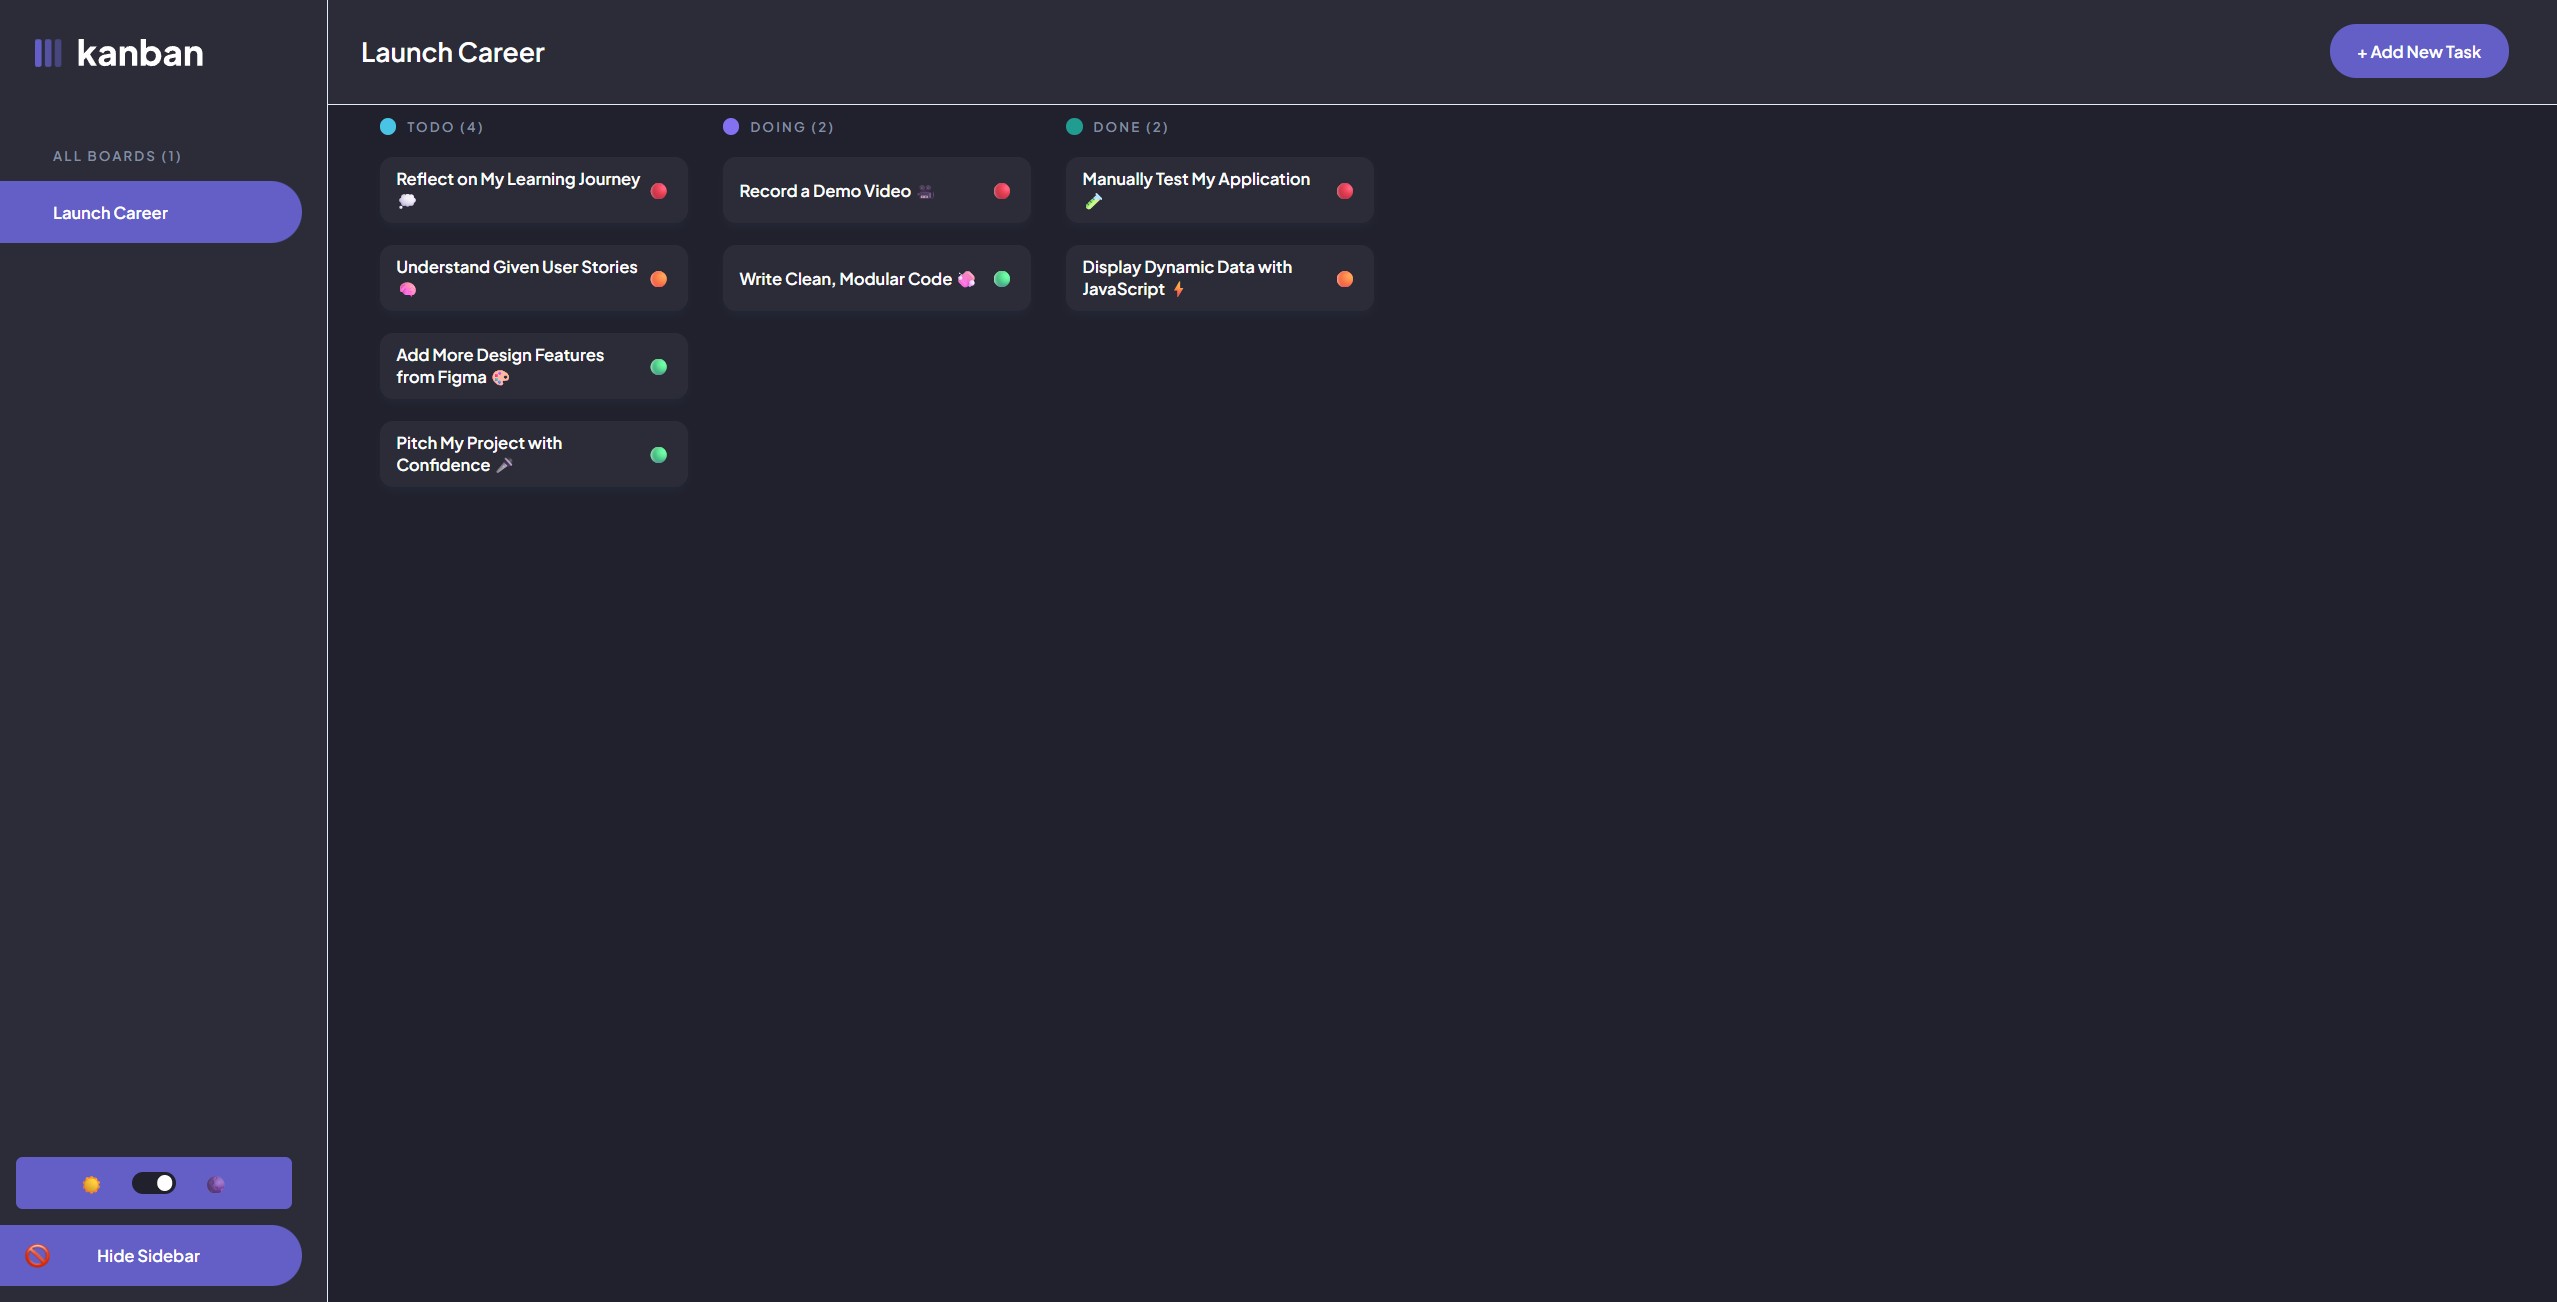 kanban
Launch Career
+ Add New Task
ALL BOARDS (1)
Launch Career
TODO (4)
Reflect on My Learning Journey
💭
Understand Given User Stories
🧠
Add More Design Features
from Figma 🎨
Pitch My Project with
Confidence 🎤
DOING (2)
Record a Demo Video 🎥
Write Clean, Modular Code 🧼
DONE (2)
Manually Test My Application
🧪
Display Dynamic Data with
JavaScript ⚡
Hide Sidebar